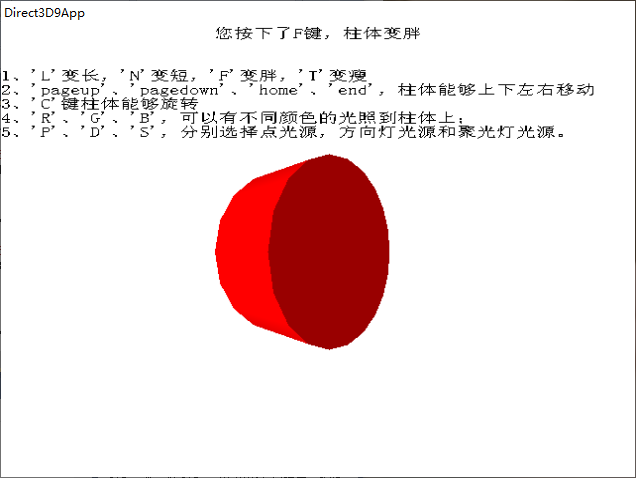 Direct3D9App
您按下了F键，柱体变胖
1、'L'变长，'N'变短，'F'变胖，'T'变瘦
2、'pageup'、'pagedown'、'home'、'end'，柱体能够上下左右移动
3、'C'键柱体能够旋转
4、'R'、'G'、'B'，可以有不同颜色的光照到柱体上；
5、'P'、'D'、'S'，分别选择点光源，方向灯光源和聚光灯光源。